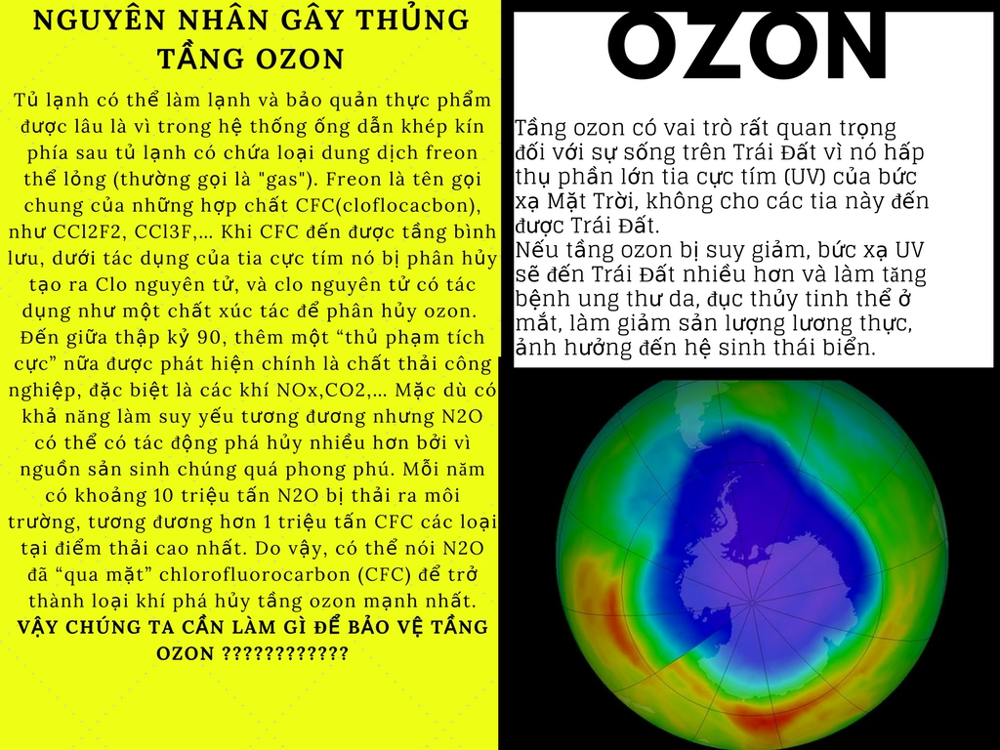 NGUYÊN NHÂN GÂY THỦNG
TẦNG OZON
Tủ lạnh có thể làm lạnh và bảo quản thực phẩm
được lâu là vì trong hệ thống ống dẫn khép kín
phía sau tủ lạnh có chứa loại dung dịch freon
thể lỏng (thường gọi là "gas"). Freon là tên gọi
chung của những hợp chất CFC(cloflocacbon),
như CCl2F2, CCl3F,... Khi CFC đến được tầng bình
lưu, dưới tác dụng của tia cực tím nó bị phân hủy
tạo ra Clo nguyên tử, và clo nguyên tử có tác
dụng như một chất xúc tác để phân hủy ozon.
Đến giữa thập kỷ 90, thêm một “thủ phạm tích
cực” nữa được phát hiện chính là chất thải công
nghiệp, đặc biệt là các khí NOx,CO2,... Mặc dù có
khả năng làm suy yếu tương đương nhưng N2O
có thể có tác động phá hủy nhiều hơn bởi vì
nguồn sản sinh chúng quá phong phú. Mỗi năm
có khoảng 10 triệu tấn N2O bị thải ra môi
trường, tương đương hơn 1 triệu tấn CFC các loại
tại điểm thải cao nhất. Do vậy, có thể nói N2O
đã “qua mặt” chlorofluorocarbon (CFC) để trở
thành loại khí phá hủy tầng ozon mạnh nhất.
VẬY CHÚNG TA CẦN LÀM GÌ ĐỂ BẢO VỆ TẦNG
OZON ????????????
OZON
Tầng ozon có vai trò rất quan trọng
đối với sự sống trên Trái Đất vì nó hấp
thụ phần lớn tia cực tím (UV) của bức
xạ Mặt Trời, không cho các tia này đến
được Trái Đất.
Nếu tầng ozon bị suy giảm, bức xạ UV
sẽ đến Trái Đất nhiều hơn và làm tăng
bệnh ung thư da, đục thủy tinh thể ở
mắt, làm giảm sản lượng lương thực,
ảnh hưởng đến hệ sinh thái biển.